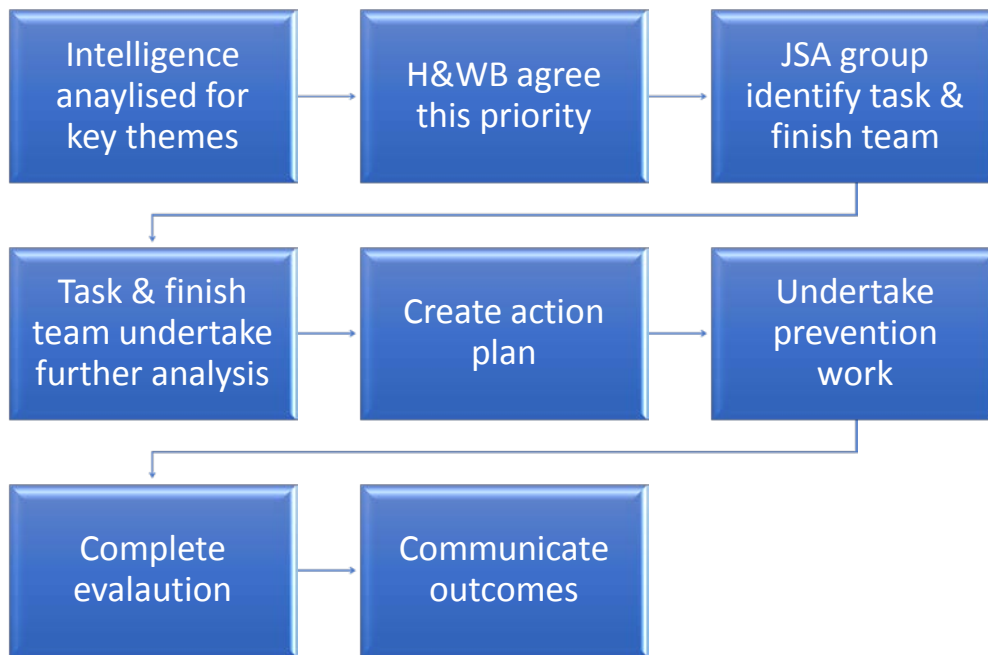 Intelligence
anaylised for
key themes
H&WB agree
this priority
JSA group
identify task &
finish team
Task & finish
team undertake
further analysis
Create action
plan
Undertake
prevention
work
Complete
evalaution
Communicate
outcomes